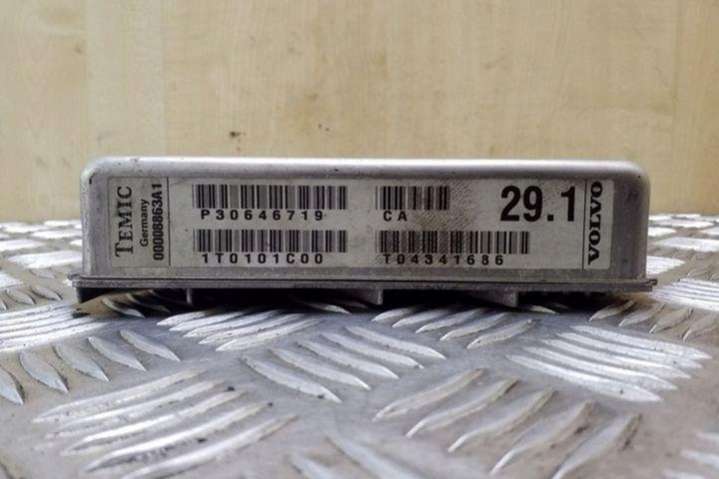 TEMIC
Germany
00008863A1
P30646719
CA
29.1
1T0101C00
T04341686
VOLVO